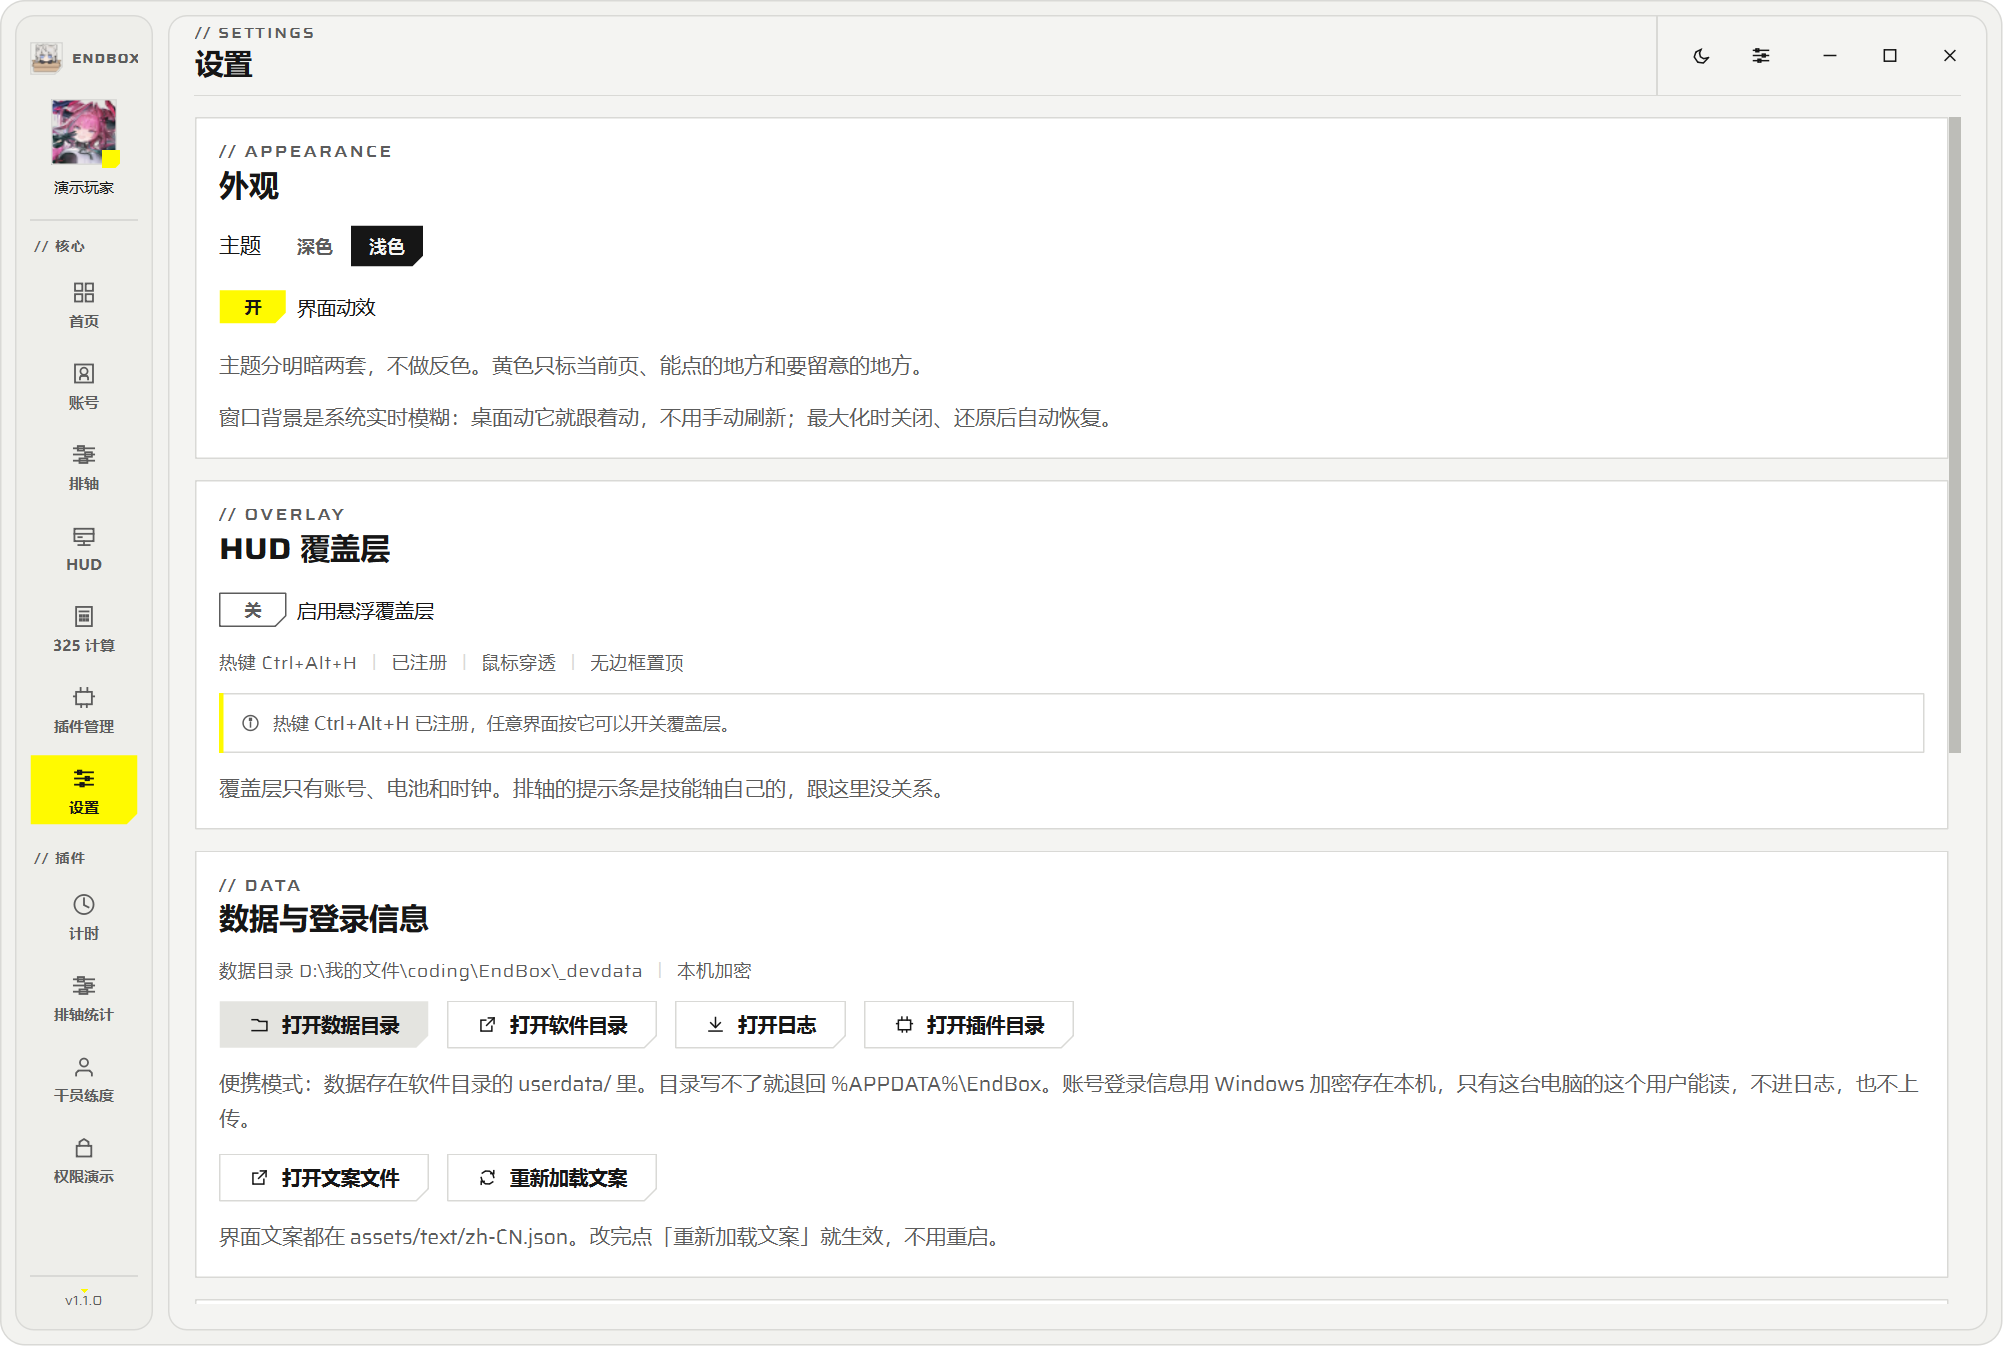 ENDBOX
演示玩家
// 核心
首页
账号
排轴
HUD
325 计算
插件管理
设置
// 插件
计时
排轴统计
干员练度
权限演示
v1.1.0
// SETTINGS
设置
// APPEARANCE
外观
主题 深色 浅色
开 界面动效
主题分明暗两套，不做反色。黄色只标当前页、能点的地方和要留意的地方。
窗口背景是系统实时模糊：桌面动它就跟着动，不用手动刷新；最大化时关闭、还原后自动恢复。
// OVERLAY
HUD 覆盖层
关 启用悬浮覆盖层
热键 Ctrl+Alt+H 已注册 鼠标穿透 无边框置顶
热键 Ctrl+Alt+H 已注册，任意界面按它可以开关覆盖层。
覆盖层只有账号、电池和时钟。排轴的提示条是技能轴自己的，跟这里没关系。
// DATA
数据与登录信息
数据目录 D:\我的文件\coding\EndBox\_devdata 本机加密
打开数据目录 打开软件目录 打开日志 打开插件目录
便携模式：数据存在软件目录的 userdata/ 里。目录写不了就退回 %APPDATA%\EndBox。账号登录信息用 Windows 加密存在本机，只有这台电脑的这个用户能读，不进日志，也不上
传。
打开文案文件 重新加载文案
界面文案都在 assets/text/zh-CN.json。改完点「重新加载文案」就生效，不用重启。